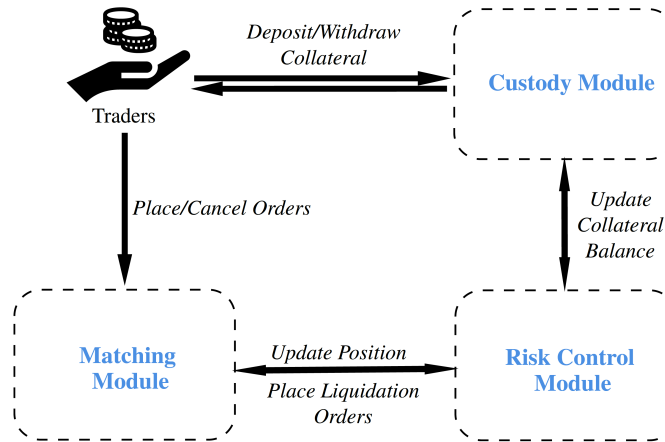 Deposit/Withdraw
Collateral
Custody Module
Traders
Place/Cancel Orders
Update
Collateral
Balance
Matching
Module
Update Position
Place Liquidation
Orders
Risk Control
Module